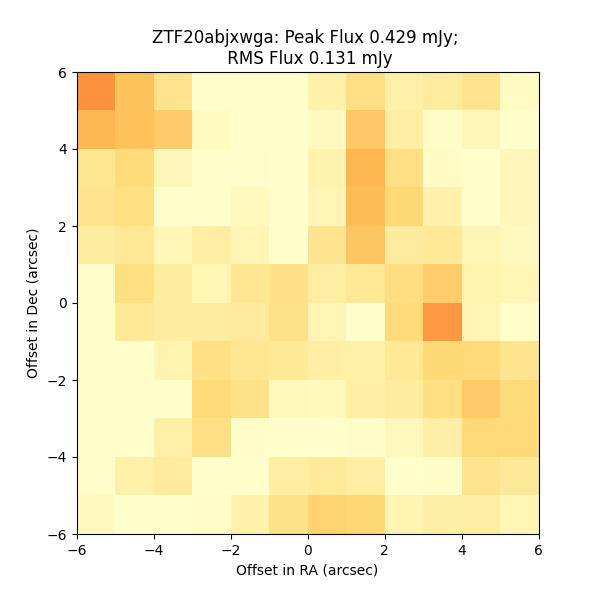 ZTF20abjxwga: Peak Flux 0.429 mJy;
RMS Flux 0.131 mJy
6
4
2
0
−2
−4
−6
Offset in Dec (arcsec)
−6 −4 −2 0 2 4 6
Offset in RA (arcsec)